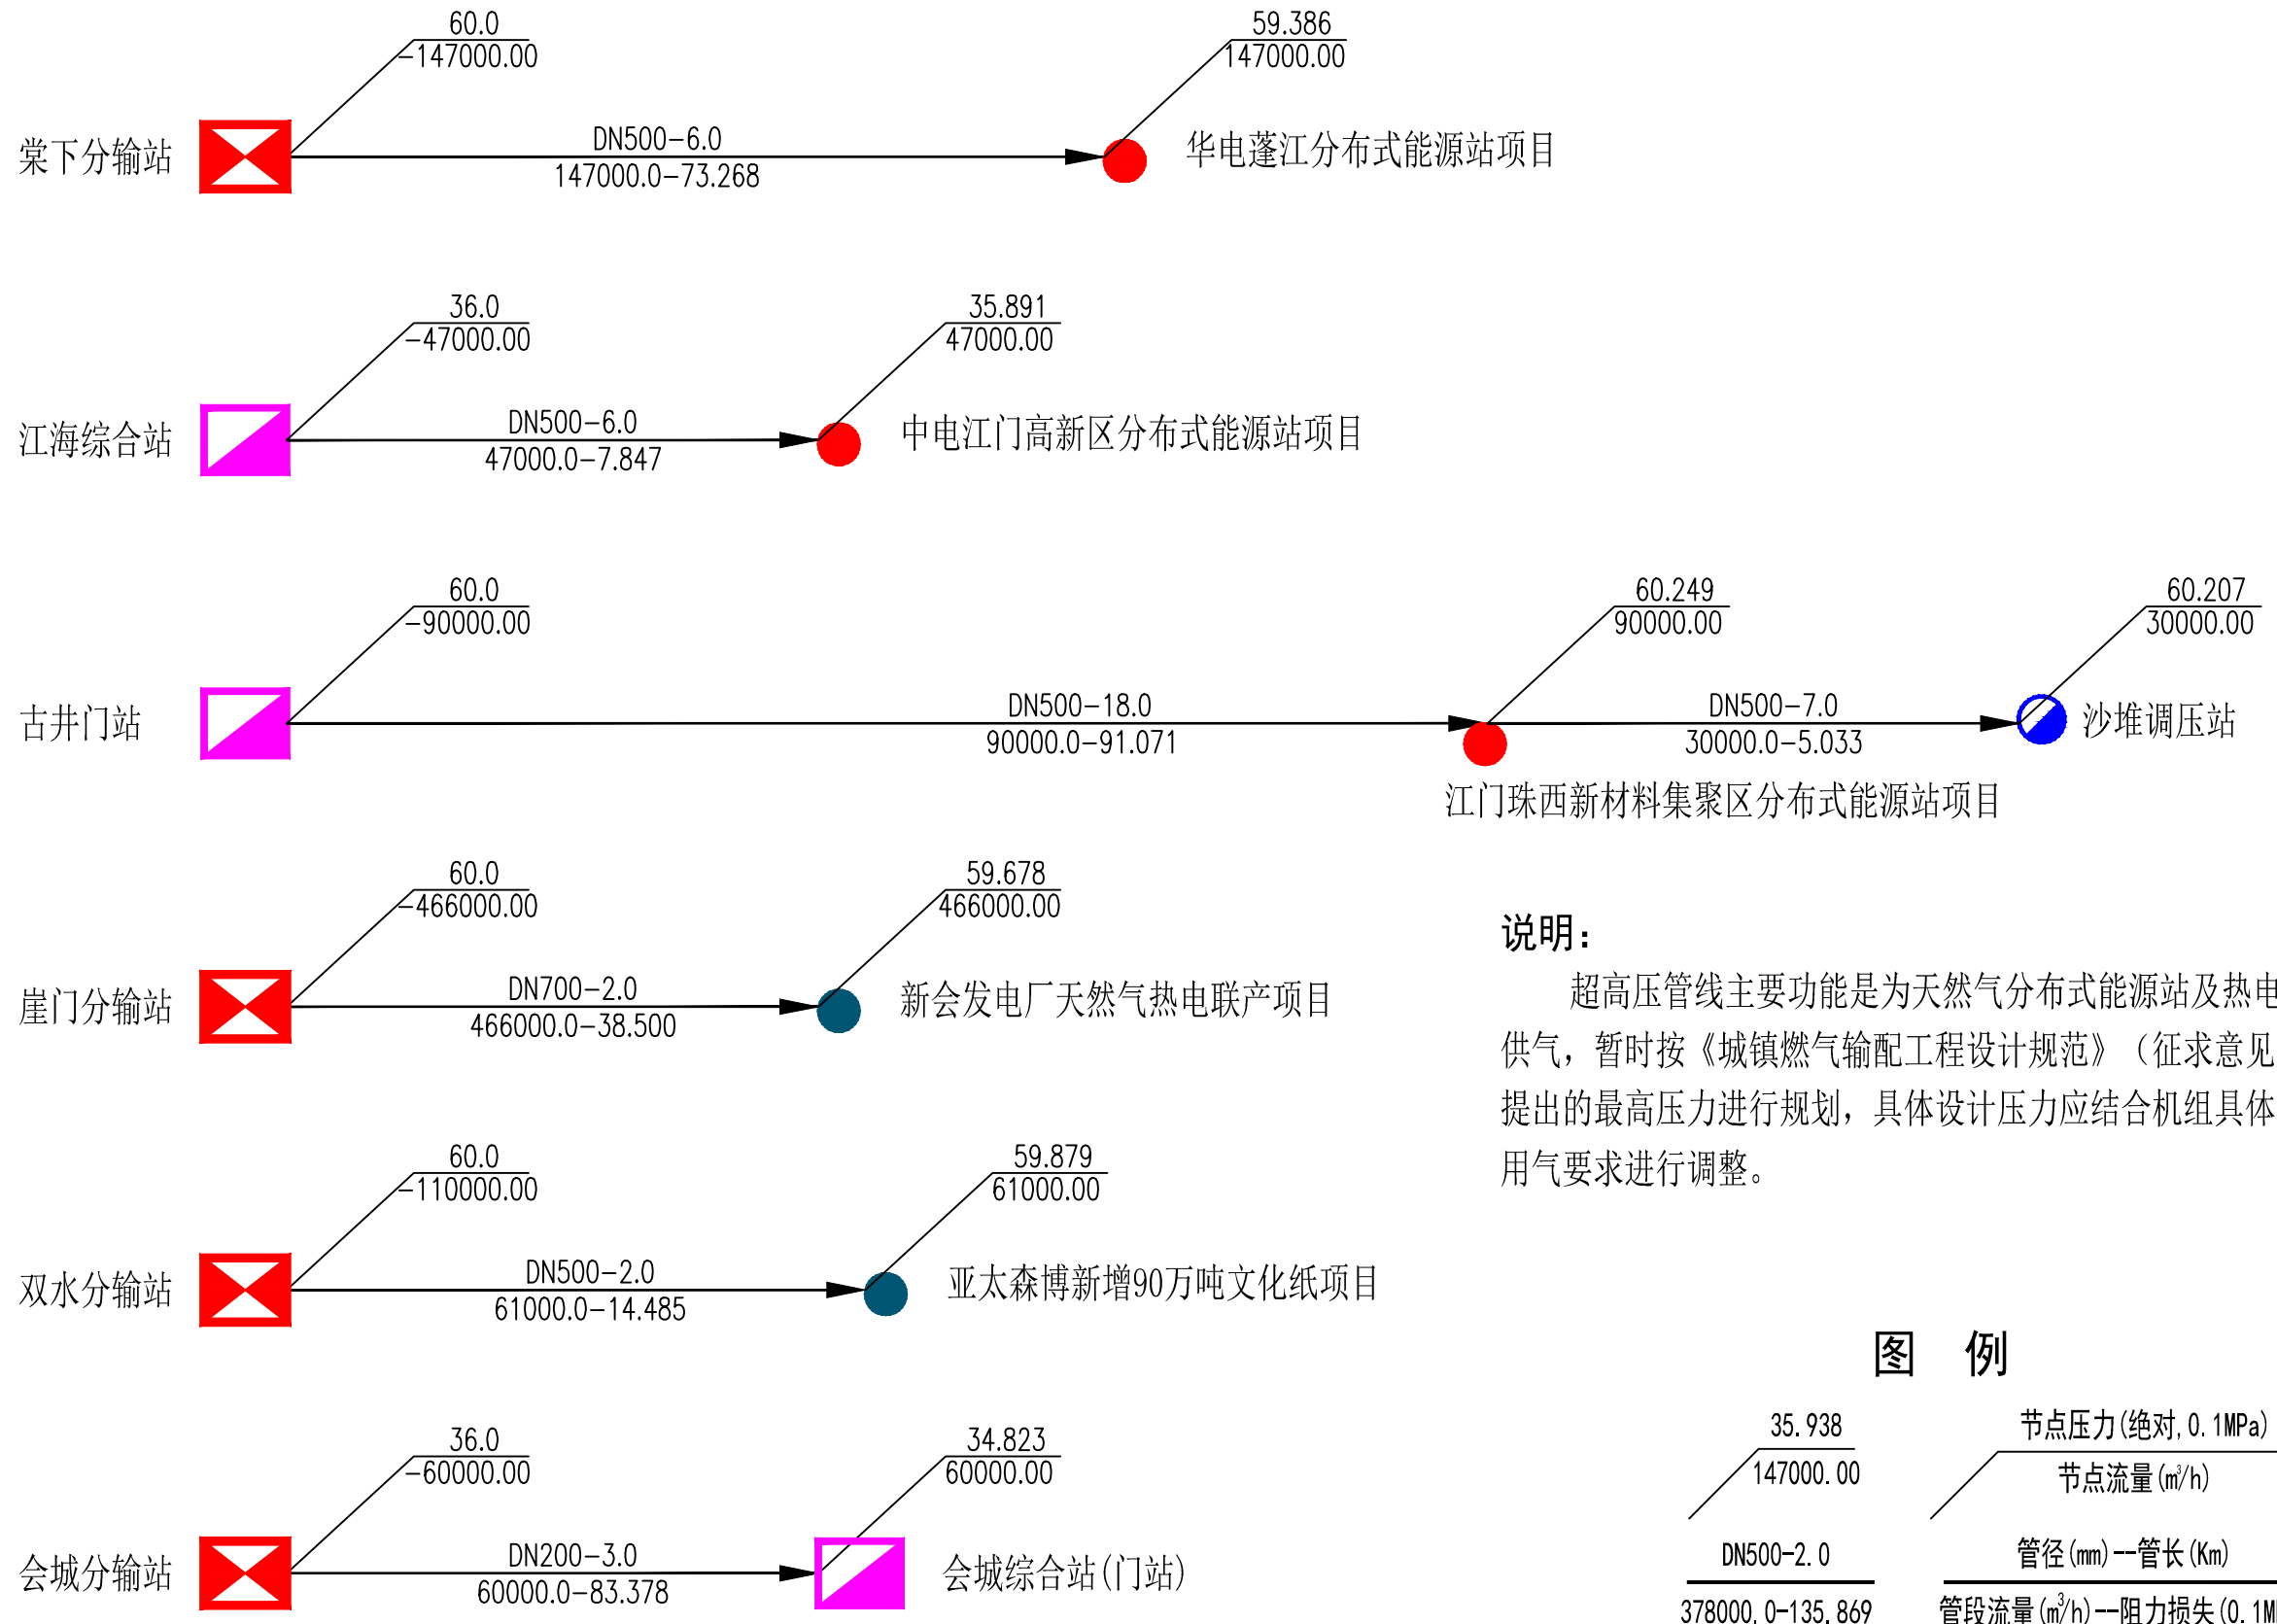 60.0
-147000.00
59.386
147000.00
棠下分输站
DN500-6.0
147000.0-73.268
华电蓬江分布式能源站项目
36.0
-47000.00
35.891
47000.00
江海综合站
DN500-6.0
47000.0-7.847
中电江门高新区分布式能源站项目
60.0
-90000.00
60.249
90000.00
60.207
30000.00
古井门站
DN500-18.0
90000.0-91.071
DN500-7.0
30000.0-5.033
沙堆调压站
江门珠西新材料集聚区分布式能源站项目
60.0
-466000.00
59.678
466000.00
崖门分输站
DN700-2.0
466000.0-38.500
新会发电厂天然气热电联产项目
说明:
超高压管线主要功能是为天然气分布式能源站及热电
供气，暂时按《城镇燃气输配工程设计规范》（征求意见
提出的最高压力进行规划，具体设计压力应结合机组具体
用气要求进行调整。
60.0
-110000.00
59.879
61000.00
双水分输站
DN500-2.0
61000.0-14.485
亚太森博新增90万吨文化纸项目
36.0
-60000.00
34.823
60000.00
会城分输站
DN200-3.0
60000.0-83.378
会城综合站(门站)
图 例
35.938
147000.00
节点压力(绝对,0.1MPa)
节点流量(m³/h)
DN500-2.0
378000.0-135.869
管径(mm)--管长(Km)
管段流量(m³/h)--阻力损失(0.1M